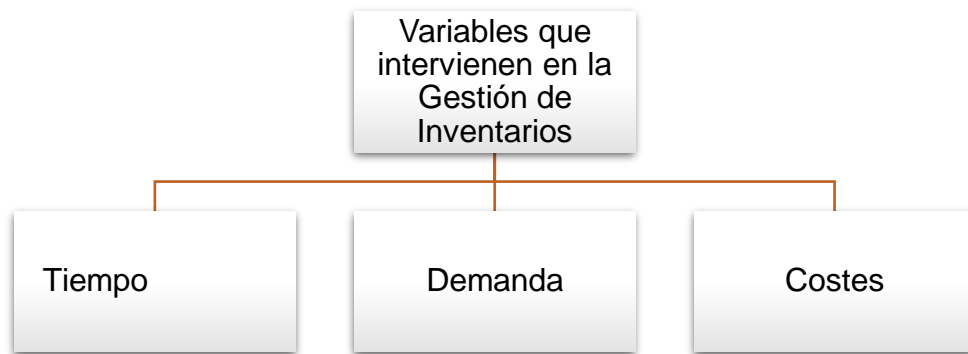 Variables que
intervienen en la
Gestión de
Inventarios
Tiempo
Demanda
Costes